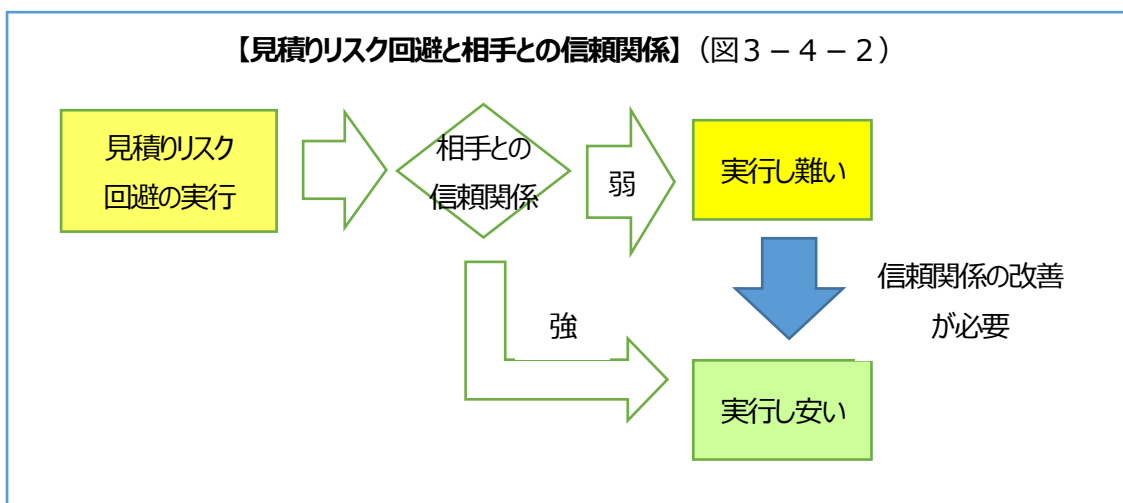 【見積りリスク回避と相手との信頼関係】（図３－４－２）
見積りリスク
回避の実行
相手との
信頼関係
弱
実行し難い
信頼関係の改善
が必要
強
実行し安い